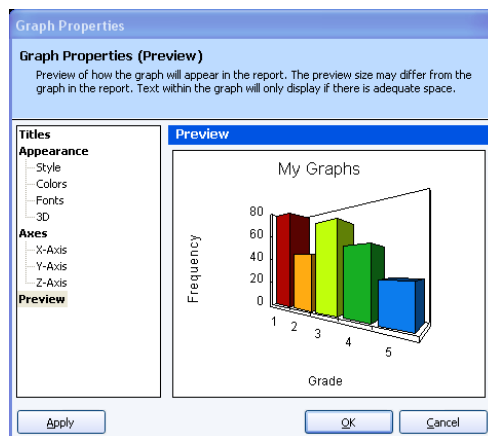 Graph Properties
Graph Properties (Preview)
Preview of how the graph will appear in the report. The preview size may differ from the
graph in the report. Text within the graph will only display if there is adequate space.
Titles
Appearance
Style
Colors
Fonts
3D
Axes
X-Axis
Y-Axis
Z-Axis
Preview
Preview
My Graphs
Frequency
80
60
40
20
0
1
2
3
4
5
Grade
Apply
OK
Cancel